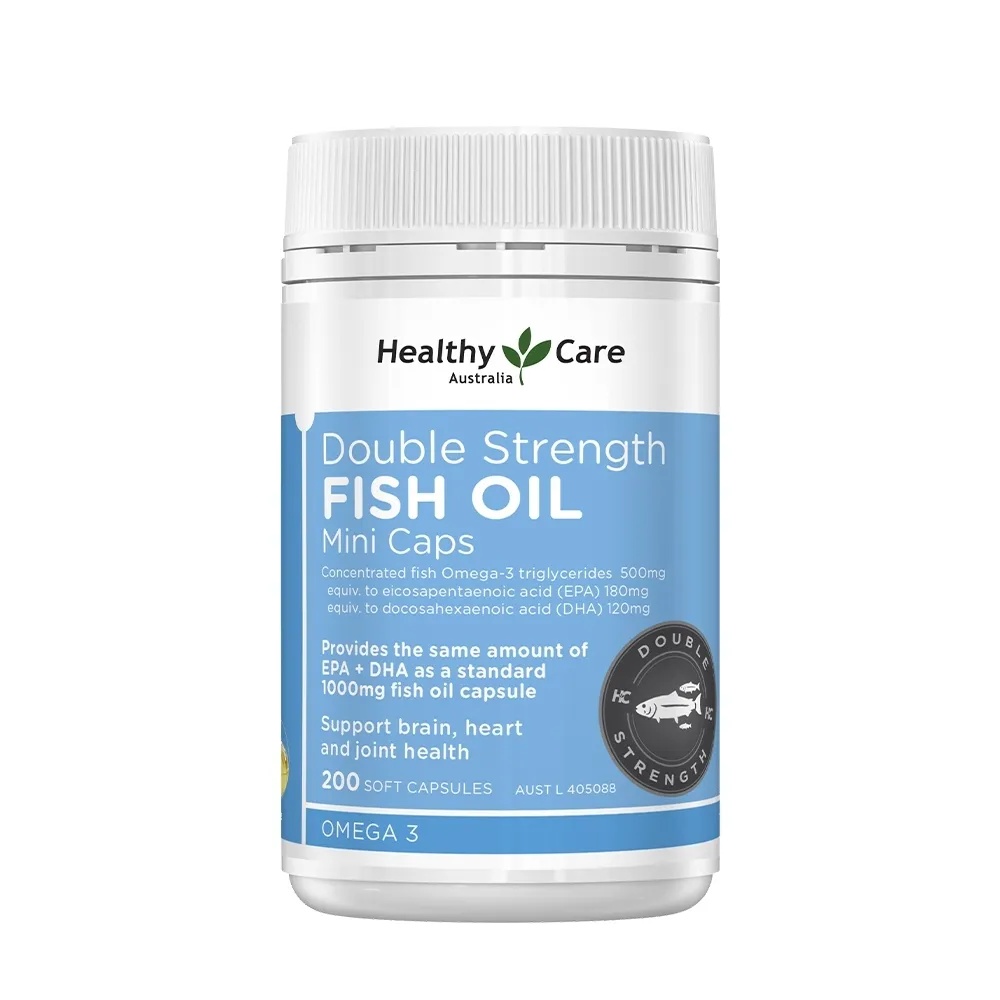 Healthy Care
Australia
Double Strength
FISH OIL
Mini Caps
Concentrated fish Omega-3 triglycerides 500mg
equiv. to eicosapentaenoic acid (EPA) 180mg
equiv. to docosahexaenoic acid (DHA) 120mg
Provides the same amount of
EPA + DHA as a standard
1000mg fish oil capsule
Support brain, heart
and joint health
200 SOFT CAPSULES AUST L 405088
DOUBLE
HC HC
STRENGTH
OMEGA 3